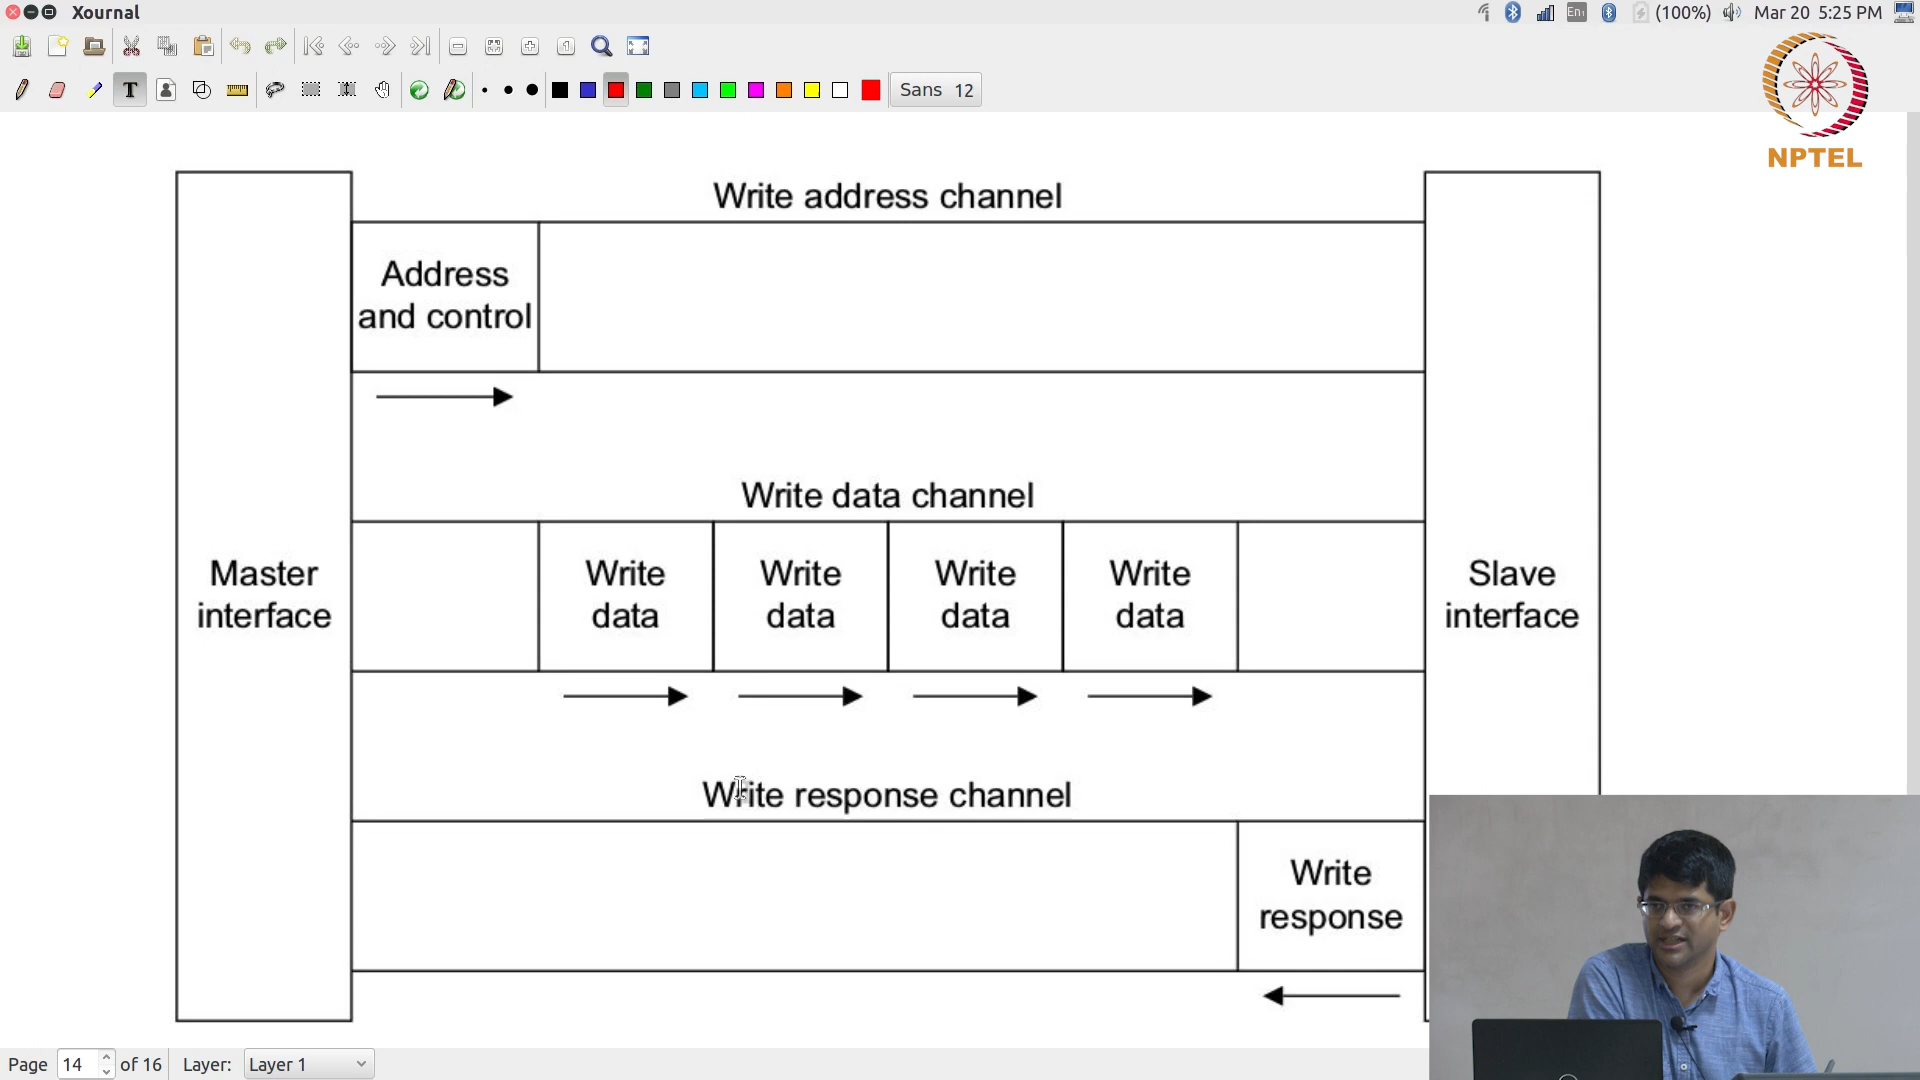 Xournal
En₁
(100%)
Mar 20 5:25 PM
T
Sans 12
NPTEL
Write address channel
Address
and control
Write data channel
Master
interface
Write
data
Write
data
Write
data
Write
data
Slave
interface
Write response channel
Write
response
Page 14 of 16 Layer: Layer 1